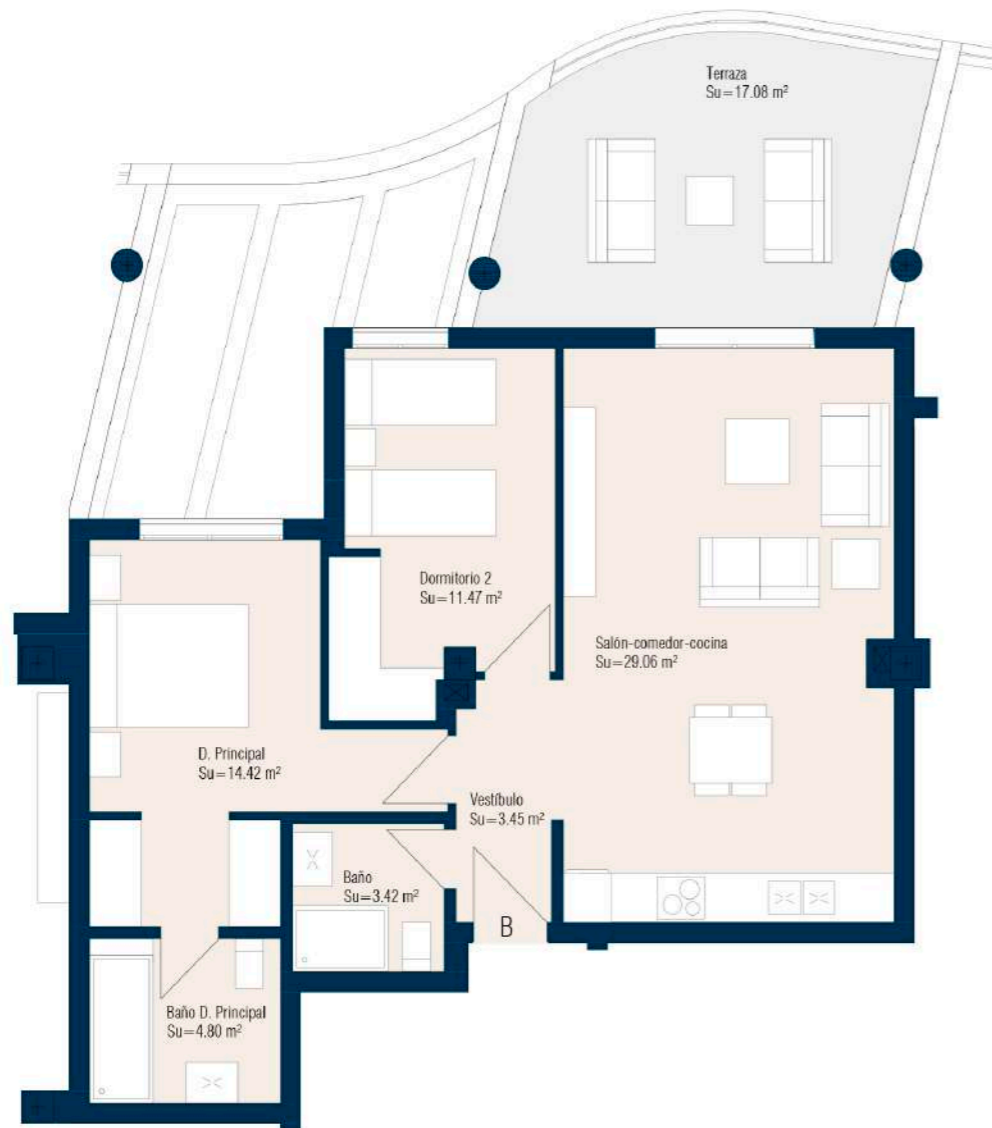 Terraza
Su=17.08 m²
Dormitorio 2
Su=11.47 m²
Salón-comedor-cocina
Su=29.06 m²
D. Principal
Su=14.42 m²
Vestíbulo
Su=3.45 m²
Baño
Su=3.42 m²
B
Baño D. Principal
Su=4.80 m²